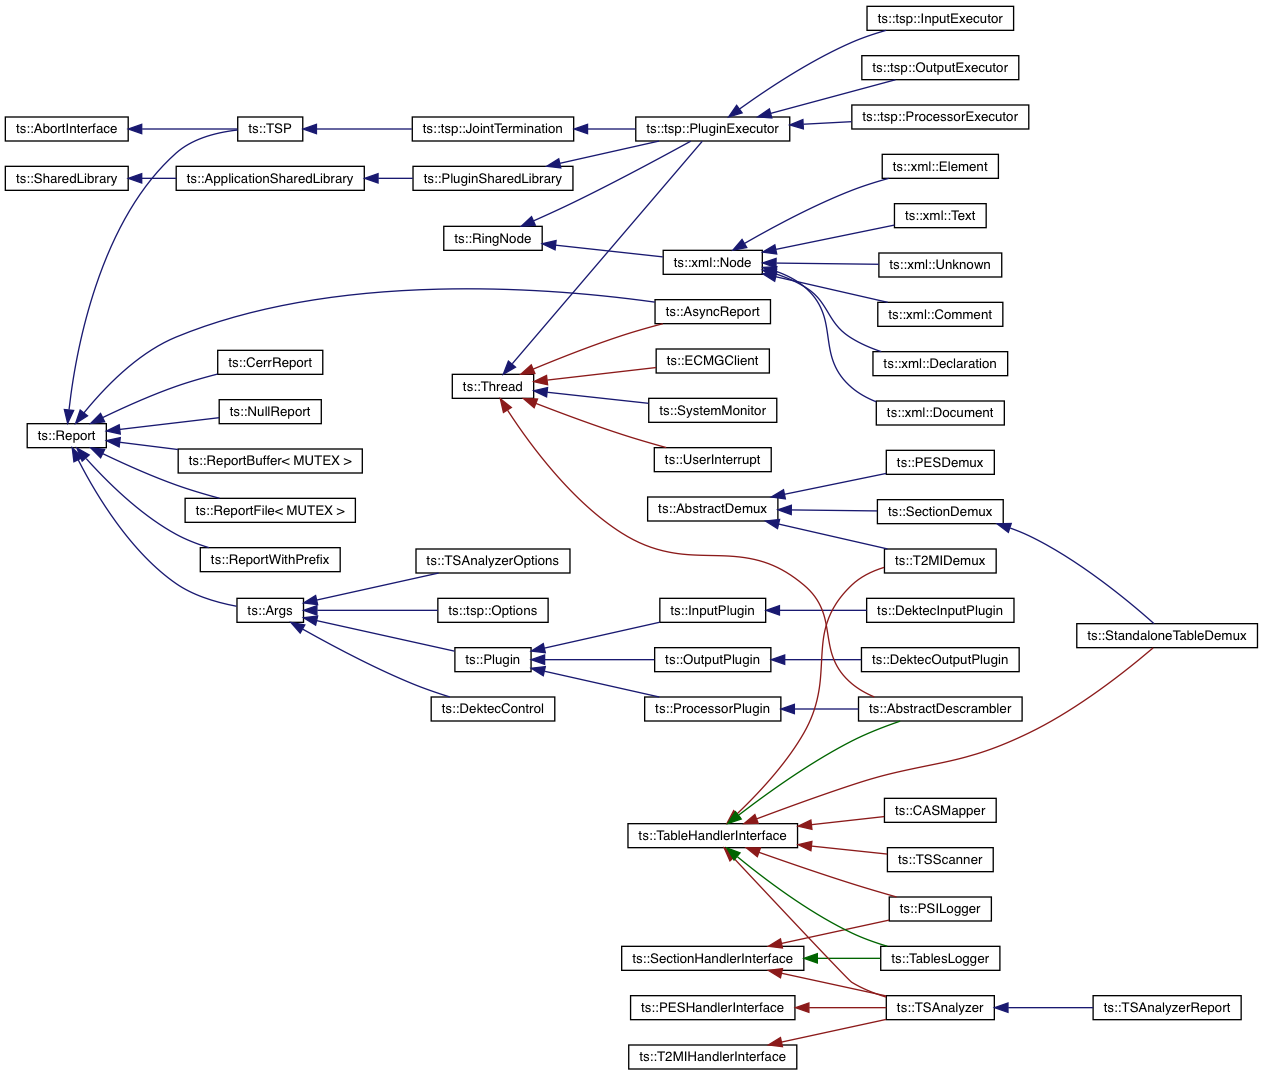 ts::tsp::InputExecutor
ts::tsp::OutputExecutor
ts::tsp::ProcessorExecutor
ts::AbortInterface
ts::TSP
ts::tsp::JointTermination
ts::tsp::PluginExecutor
ts::xml::Element
ts::SharedLibrary
ts::ApplicationSharedLibrary
ts::PluginSharedLibrary
ts::xml::Text
ts::RingNode
ts::xml::Node
ts::xml::Unknown
ts::AsyncReport
ts::xml::Comment
ts::CerrReport
ts::ECMGClient
ts::xml::Declaration
ts::Thread
ts::NullReport
ts::SystemMonitor
ts::xml::Document
ts::Report
ts::ReportBuffer< MUTEX >
ts::UserInterrupt
ts::PESDemux
ts::ReportFile< MUTEX >
ts::AbstractDemux
ts::SectionDemux
ts::ReportWithPrefix
ts::TSAnalyzerOptions
ts::T2MIDemux
ts::Args
ts::tsp::Options
ts::InputPlugin
ts::DektecInputPlugin
ts::StandaloneTableDemux
ts::Plugin
ts::OutputPlugin
ts::DektecOutputPlugin
ts::DektecControl
ts::ProcessorPlugin
ts::AbstractDescrambler
ts::CASMapper
ts::TableHandlerInterface
ts::TSScanner
ts::PSILogger
ts::SectionHandlerInterface
ts::TablesLogger
ts::PESHandlerInterface
ts::TSAnalyzer
ts::TSAnalyzerReport
ts::T2MIHandlerInterface